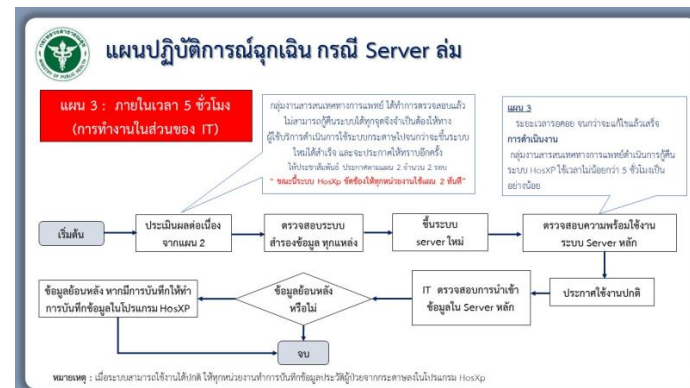 แผนปฏิบัติการณ์ฉุกเฉิน กรณี Server ล่ม
แผน 3 : ภายในเวลา 5 ชั่วโมง
(การทำงานในส่วนของ IT)
กลุ่มงานสารสนเทศทางการแพทย์ ได้ทำการตรวจสอบแล้ว
ไม่สามารถกู้คืนระบบได้ทุกจุดจึงจำเป็นต้องให้ทาง
ผู้ใช้บริการดำเนินการใช้ระบบกระดาษไปจนกว่าจะขึ้นระบบ
ใหม่ได้สำเร็จ และจะประกาศให้ทราบอีกครั้ง
ให้ประชาสัมพันธ์ ประกาศตามแผน 2 จำนวน 2 รอบ
" ขณะนี้ระบบ HosXp ขัดข้องให้ทุกหน่วยงานใช้แผน 2 ทันที"
แผน 3
ระยะเวลารอคอย จนกว่าจะแก้ไขแล้วเสร็จ
การดำเนินงาน
กลุ่มงานสารสนเทศทางการแพทย์ดำเนินการกู้คืน
ระบบ HosXP ใช้เวลาไม่น้อยกว่า 5 ชั่วโมงเป็น
อย่างน้อย
เริ่มต้น
ประเมินผลต่อเนื่อง
จากแผน 2
ตรวจสอบระบบ
สำรองข้อมูล ทุกแหล่ง
ขึ้นระบบ
server ใหม่
ตรวจสอบความพร้อมใช้งาน
ระบบ Server หลัก
ข้อมูลย้อนหลัง หากมีการบันทึกให้ทำ
การบันทึกข้อมูลในโปรแกรม HosXP
ข้อมูลย้อนหลัง
หรือไม่
IT ตรวจสอบการนำเข้า
ข้อมูลใน Server หลัก
ประกาศใช้งานปกติ
จบ
หมายเหตุ : เมื่อระบบสามารถใช้งานได้ปกติ ให้ทุกหน่วยงานทำการบันทึกข้อมูลประวัติผู้ป่วยจากกระดาษลงในโปรแกรม HosXp